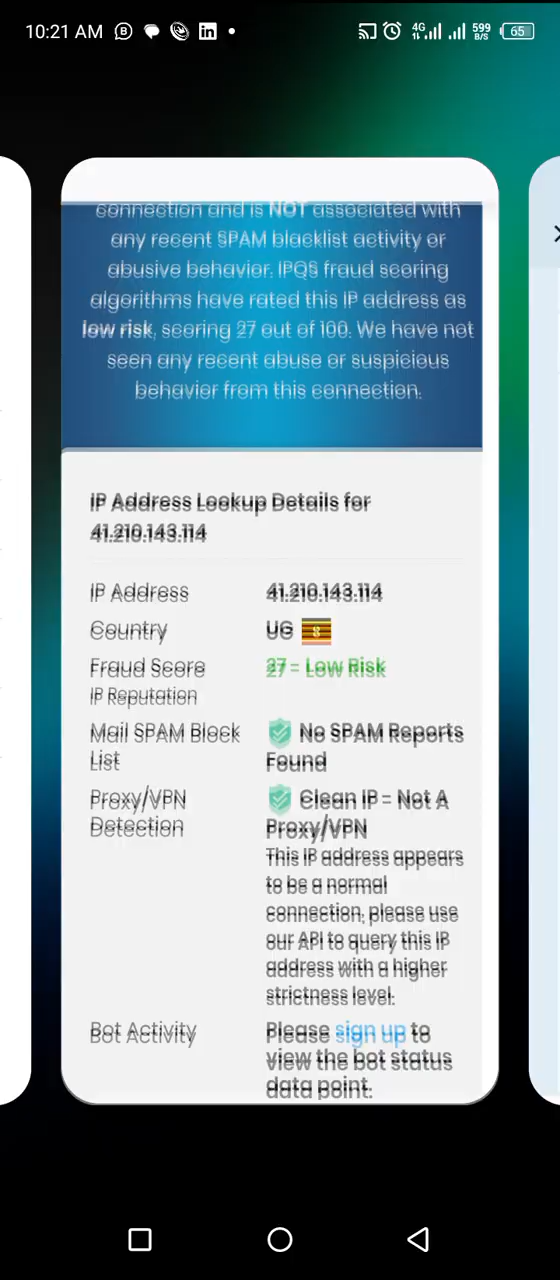 10:21 AM
4G
599
B/S
65
connection and is NOT associated with
any recent SPAM blacklist activity or
abusive behavior. IPQS fraud scoring
algorithms have rated this IP address as
low risk, scoring 27 out of 100. We have not
seen any recent abuse or suspicious
behavior from this connection.
IP Address Lookup Details for
41.210.143.114
IP Address 41.210.143.114
Country UG
Fraud Score 27 = Low Risk
IP Reputation
Mail SPAM Block No SPAM Reports
List Found
Proxy/VPN Clean IP = Not A
Detection Proxy/VPN
This IP address appears
to be a normal
connection, please use
our API to query this IP
address with a higher
strictness level.
Bot Activity Please sign up to
view the bot status
data point.